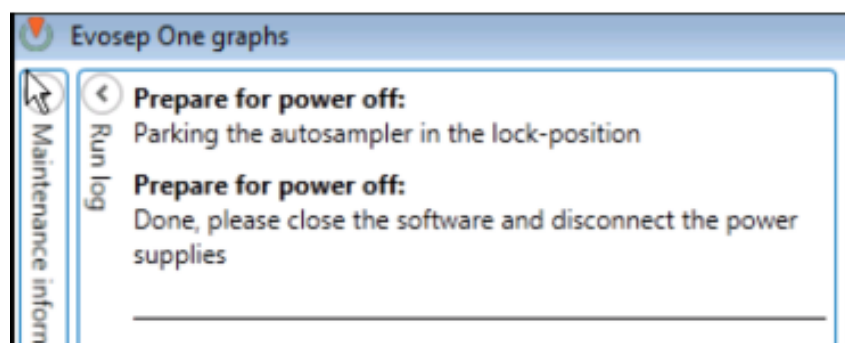 Evosep One graphs
Maintenance inform
Run log
Prepare for power off:
Parking the autosampler in the lock-position
Prepare for power off:
Done, please close the software and disconnect the power
supplies